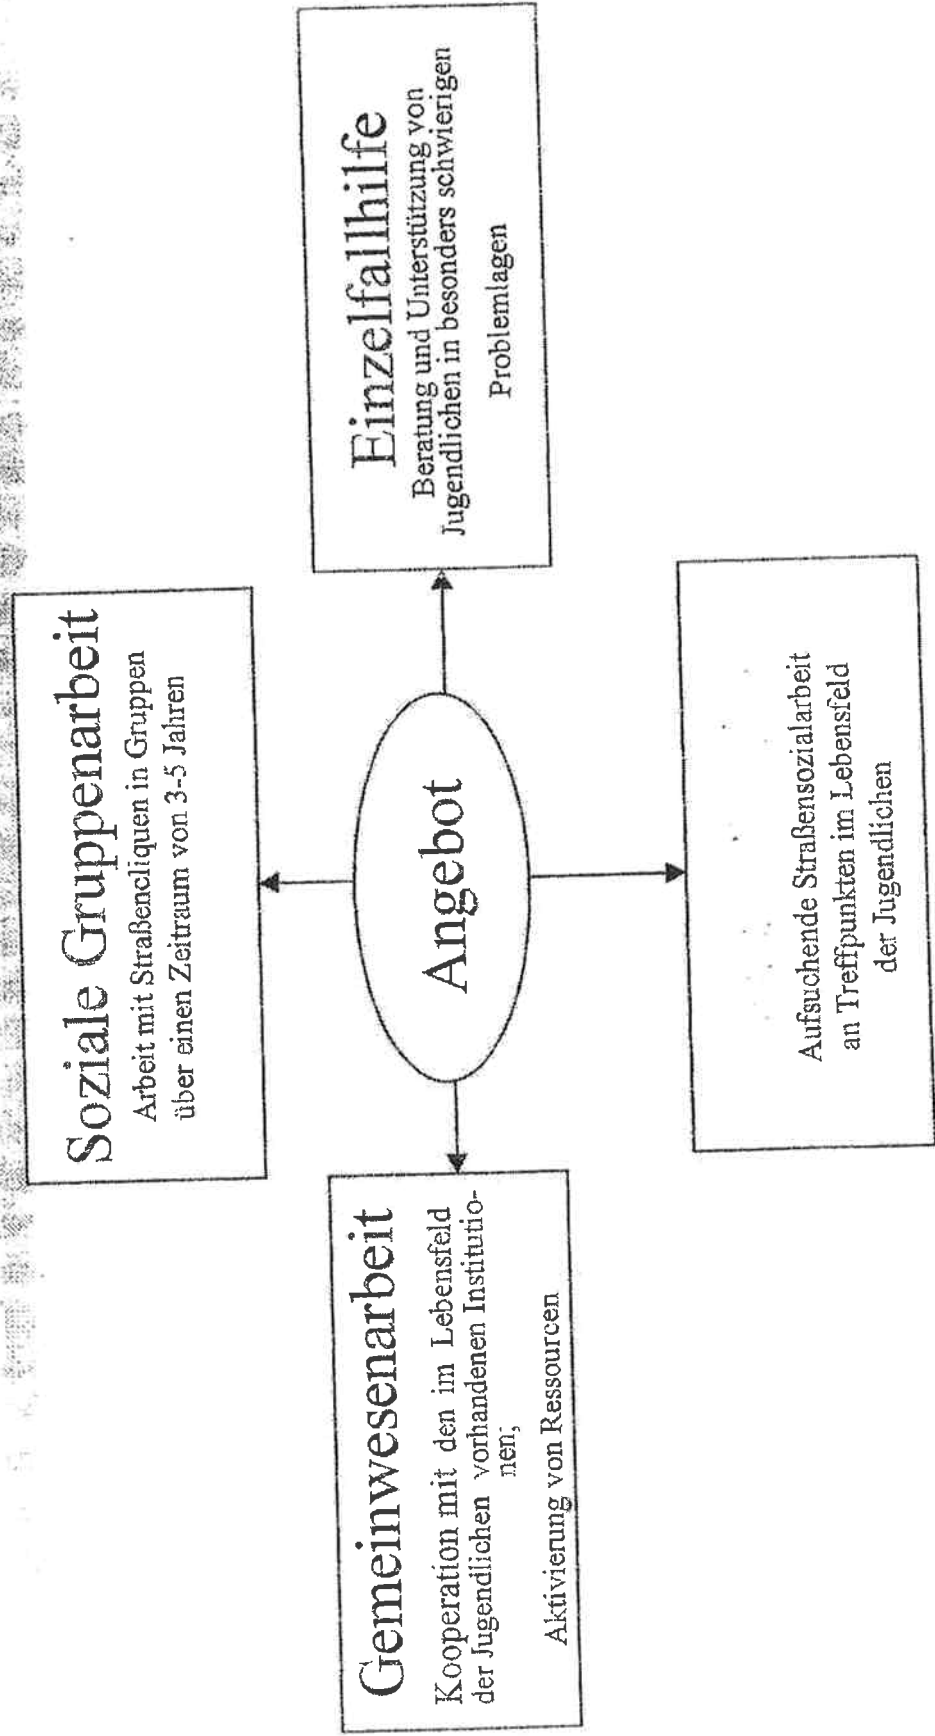 Soziale Gruppenarbeit
Arbeit mit Straßencliquen in Gruppen
über einen Zeitraum von 3-5 Jahren
Gemeinwesenarbeit
Kooperation mit den im Lebensfeld
der Jugendlichen vorhandenen Institutio-
nen;
Aktivierung von Ressourcen
Angebot
Einzelfallhilfe
Beratung und Unterstützung von
Jugendlichen in besonders schwierigen
Problemlagen
Aufsuchende Straßensozialarbeit
an Treffpunkten im Lebensfeld
der Jugendlichen